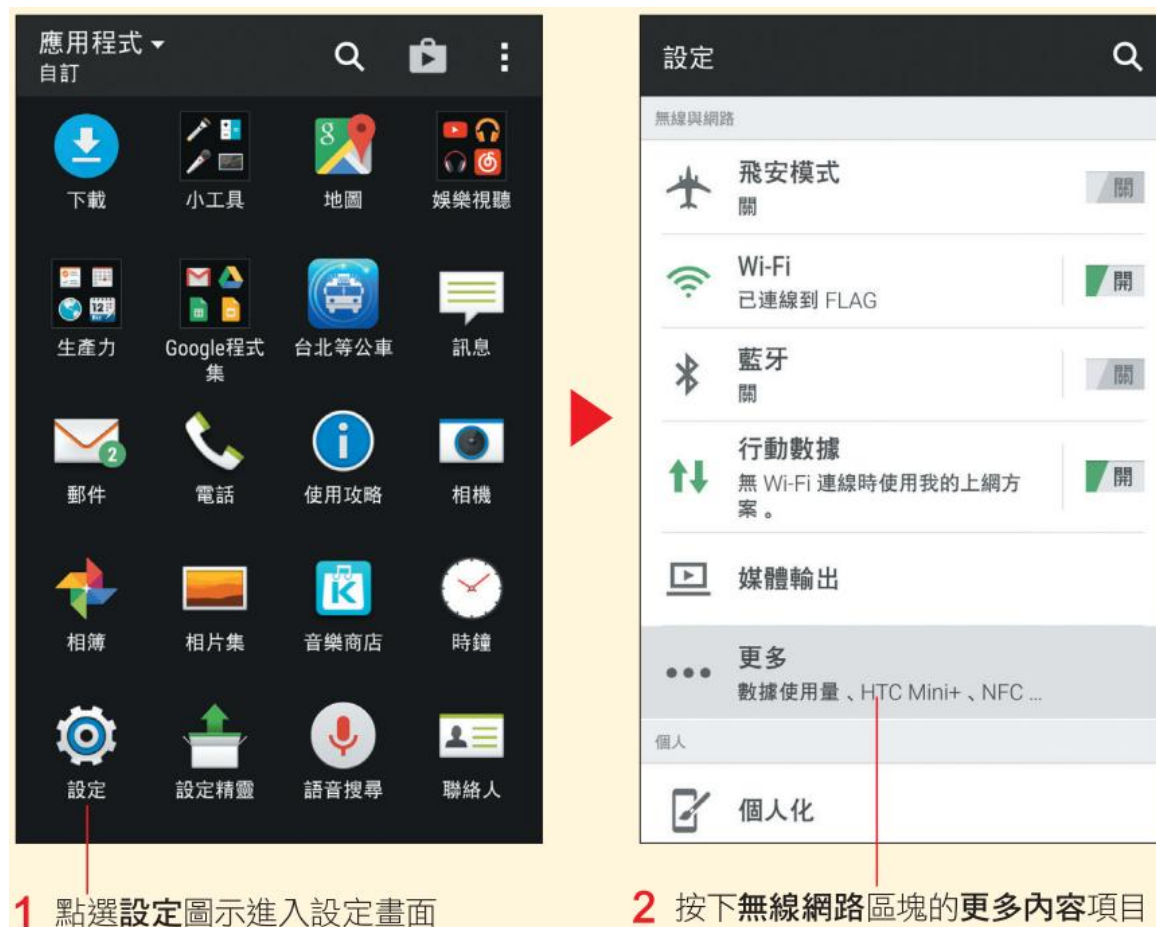 應用程式
自訂
下載
小工具
地圖
娛樂視聽
12
生產力
Google程式
集
台北等公車
訊息
2
郵件
電話
使用攻略
相機
相簿
相片集
音樂商店
時鐘
設定
設定精靈
語音搜尋
聯絡人
1 點選設定圖示進入設定畫面
設定
無線與網路
飛安模式
關
關
Wi-Fi
已連線到 FLAG
開
藍牙
關
關
行動數據
無 Wi-Fi 連線時使用我的上網方
案。
開
媒體輸出
更多
數據使用量、HTC Mini+、NFC ...
個人
個人化
2 按下無線網路區塊的更多內容項目